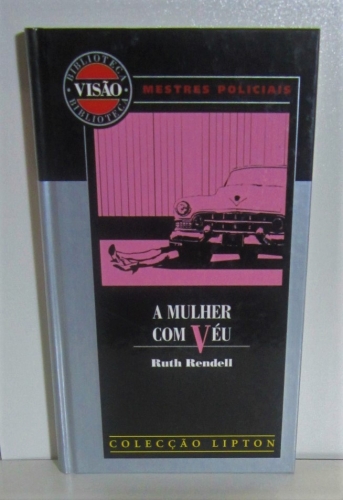 BIBLIOTECA
VISÃO
BIBLIOTECA
MESTRES POLICIAIS
A MULHER
COM VÉU
Ruth Rendell
COLECÇÃO LIPTON